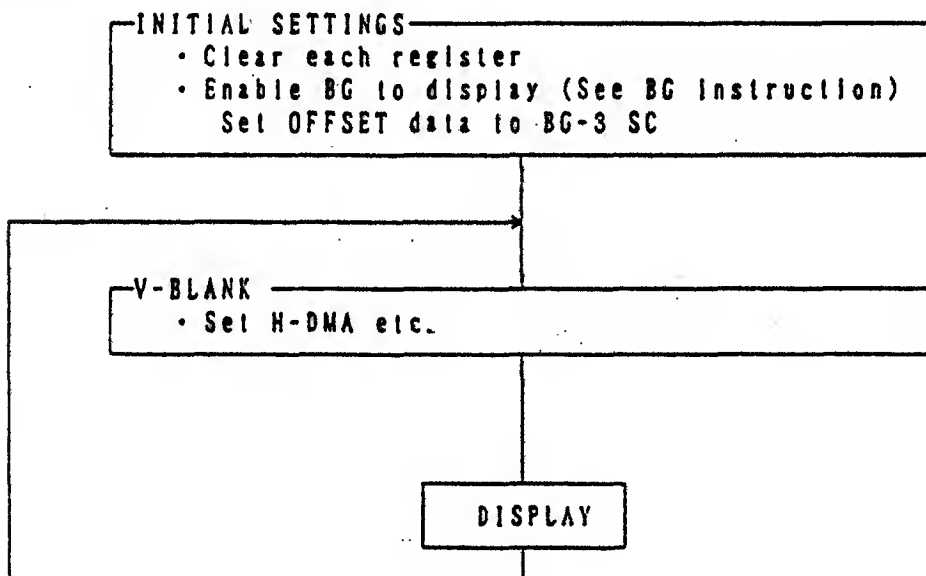 INITIAL SETTINGS
· Clear each register
· Enable BG to display (See BG instruction)
Set OFFSET data to BG-3 SC
V-BLANK
· Set H-DMA etc.
DISPLAY